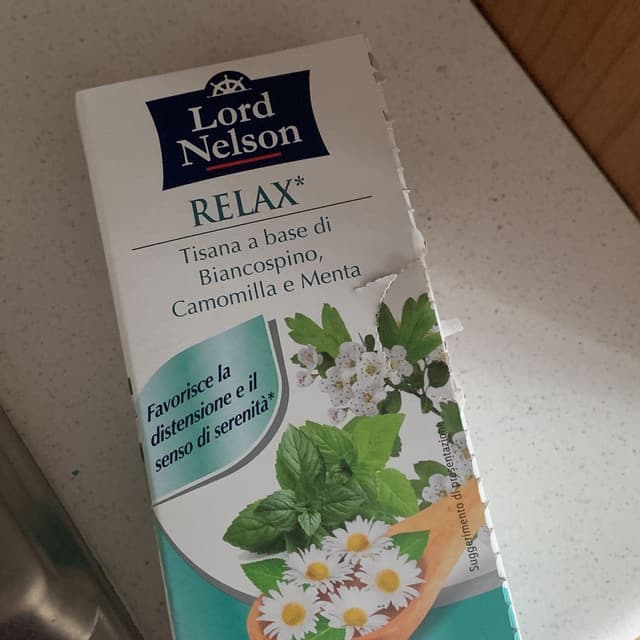 Lord
Nelson
RELAX*
Tisana a base di
Biancospino,
Camomilla e Menta
Favorisce la
distensione e il
senso di serenità*
Suggerimento di presentazione